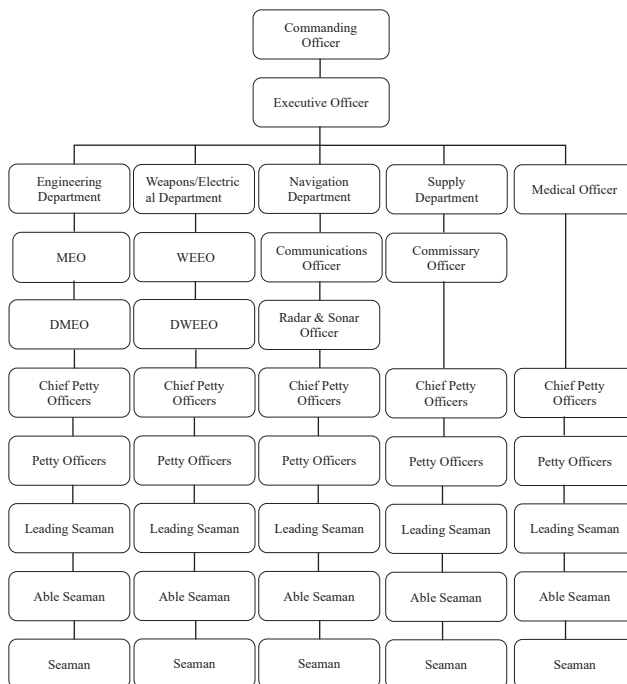 Commanding
Officer
Executive Officer
Engineering
Department
Weapons/Electric
al Department
Navigation
Department
Supply
Department
Medical Officer
MEO
WEEO
Communications
Officer
Commissary
Officer
DMEO
DWEEO
Radar & Sonar
Officer
Chief Petty
Officers
Chief Petty
Officers
Chief Petty
Officers
Chief Petty
Officers
Chief Petty
Officers
Petty Officers
Petty Officers
Petty Officers
Petty Officers
Petty Officers
Leading Seaman
Leading Seaman
Leading Seaman
Leading Seaman
Leading Seaman
Able Seaman
Able Seaman
Able Seaman
Able Seaman
Able Seaman
Seaman
Seaman
Seaman
Seaman
Seaman